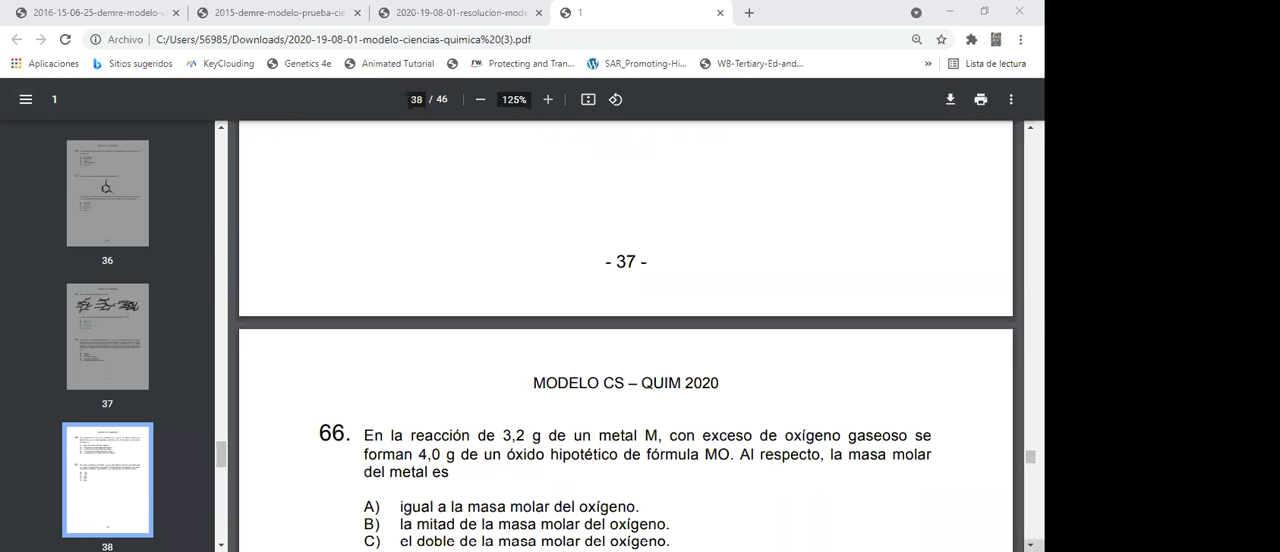 2016-15-06-25-demre-modelo-
2015-demre-modelo-prueba-cie
2020-19-08-01-resolucion-mode
1
Archivo C:/Users/56985/Downloads/2020-19-08-01-modelo-ciencias-quimica%20(3).pdf
Aplicaciones Sitios sugeridos KeyClouding Genetics 4e Animated Tutorial Protecting and Tran... SAR_Promoting-Hi... WB-Tertiary-Ed-and... » Lista de lectura
1 38 / 46 125%
36
37
38
- 37 -
MODELO CS – QUIM 2020
66. En la reacción de 3,2 g de un metal M, con exceso de oxígeno gaseoso se
forman 4,0 g de un óxido hipotético de fórmula MO. Al respecto, la masa molar
del metal es
A) igual a la masa molar del oxígeno.
B) la mitad de la masa molar del oxígeno.
C) el doble de la masa molar del oxígeno.